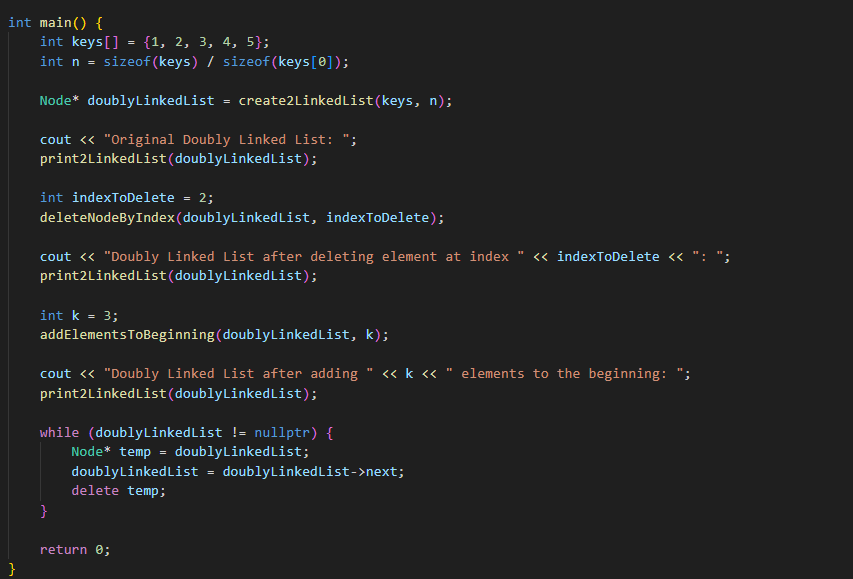 int main() {
    int keys[] = {1, 2, 3, 4, 5};
    int n = sizeof(keys) / sizeof(keys[0]);

    Node* doublyLinkedList = create2LinkedList(keys, n);

    cout << "Original Doubly Linked List: ";
    print2LinkedList(doublyLinkedList);

    int indexToDelete = 2;
    deleteNodeByIndex(doublyLinkedList, indexToDelete);

    cout << "Doubly Linked List after deleting element at index " << indexToDelete << ": ";
    print2LinkedList(doublyLinkedList);

    int k = 3;
    addElementsToBeginning(doublyLinkedList, k);

    cout << "Doubly Linked List after adding " << k << " elements to the beginning: ";
    print2LinkedList(doublyLinkedList);

    while (doublyLinkedList != nullptr) {
        Node* temp = doublyLinkedList;
        doublyLinkedList = doublyLinkedList->next;
        delete temp;
    }

    return 0;
}